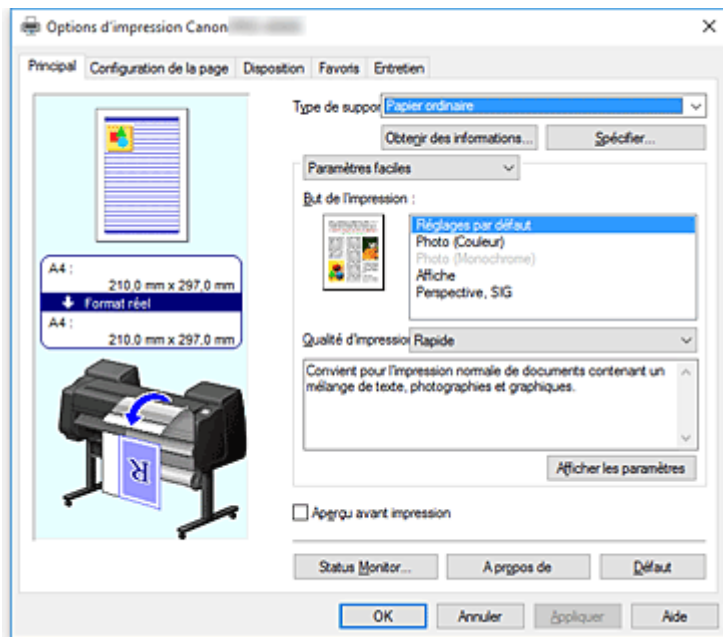 Options d'impression Canon
Principal Configuration de la page Disposition Favoris Entretien
Type de suppor Papier ordinaire
Obtenir des informations... Spécifier...
Paramètres faciles
But de l'impression :
Réglages par défaut
Photo (Couleur)
Photo (Monochrome)
Affiche
Perspective, SIG
A4 :
210,0 mm x 297,0 mm
Format réel
A4 :
210,0 mm x 297,0 mm
Qualité d'impressio Rapide
Convient pour l'impression normale de documents contenant un
mélange de texte, photographies et graphiques.
R
Afficher les paramètres
Aperçu avant impression
Status Monitor... A propos de Défaut
OK Annuler Appliquer Aide